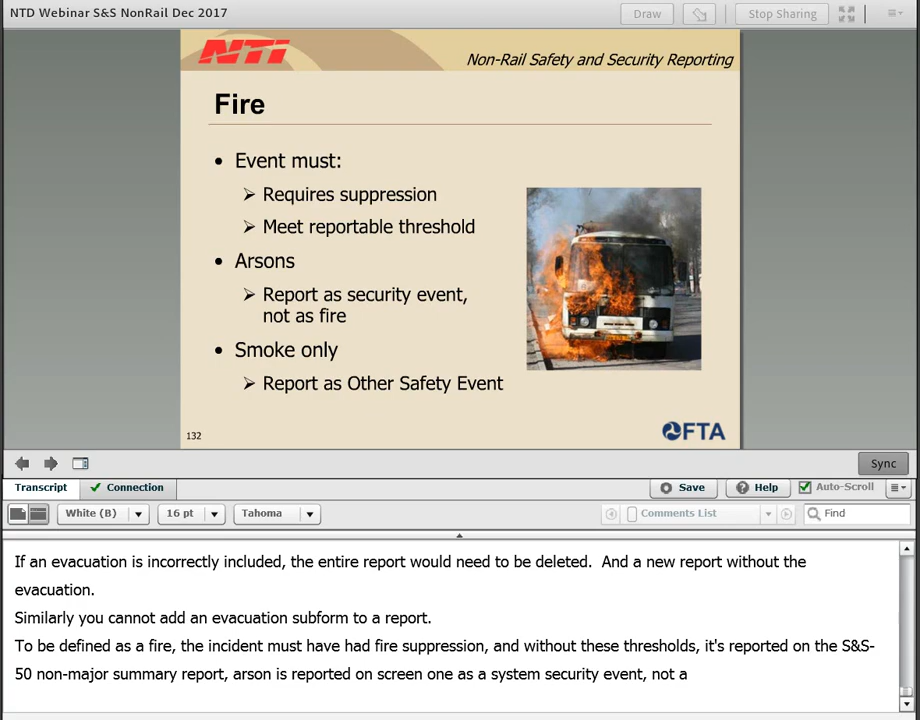 NTD Webinar S&S NonRail Dec 2017
Draw
Stop Sharing
NTI
Non-Rail Safety and Security Reporting
Fire
• Event must:
➢ Requires suppression
➢ Meet reportable threshold
• Arsons
➢ Report as security event,
not as fire
• Smoke only
➢ Report as Other Safety Event
132
FTA
Sync
Transcript
Connection
Save
Help
Auto-Scroll
White (B)
16 pt
Tahoma
Comments List
Find
If an evacuation is incorrectly included, the entire report would need to be deleted.  And a new report without the
evacuation.
Similarly you cannot add an evacuation subform to a report.
To be defined as a fire, the incident must have had fire suppression, and without these thresholds, it's reported on the S&S-
50 non-major summary report, arson is reported on screen one as a system security event, not a